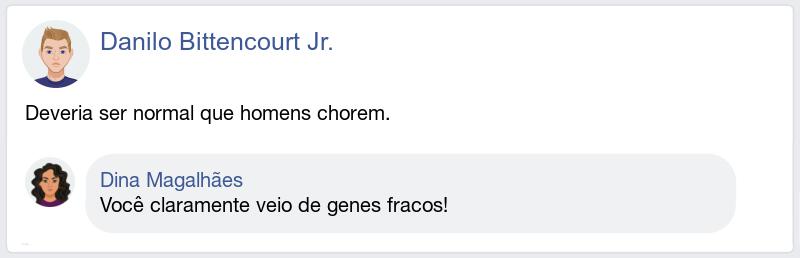 Danilo Bittencourt Jr.
Deveria ser normal que homens chorem.
Dina Magalhães
Você claramente veio de genes fracos!